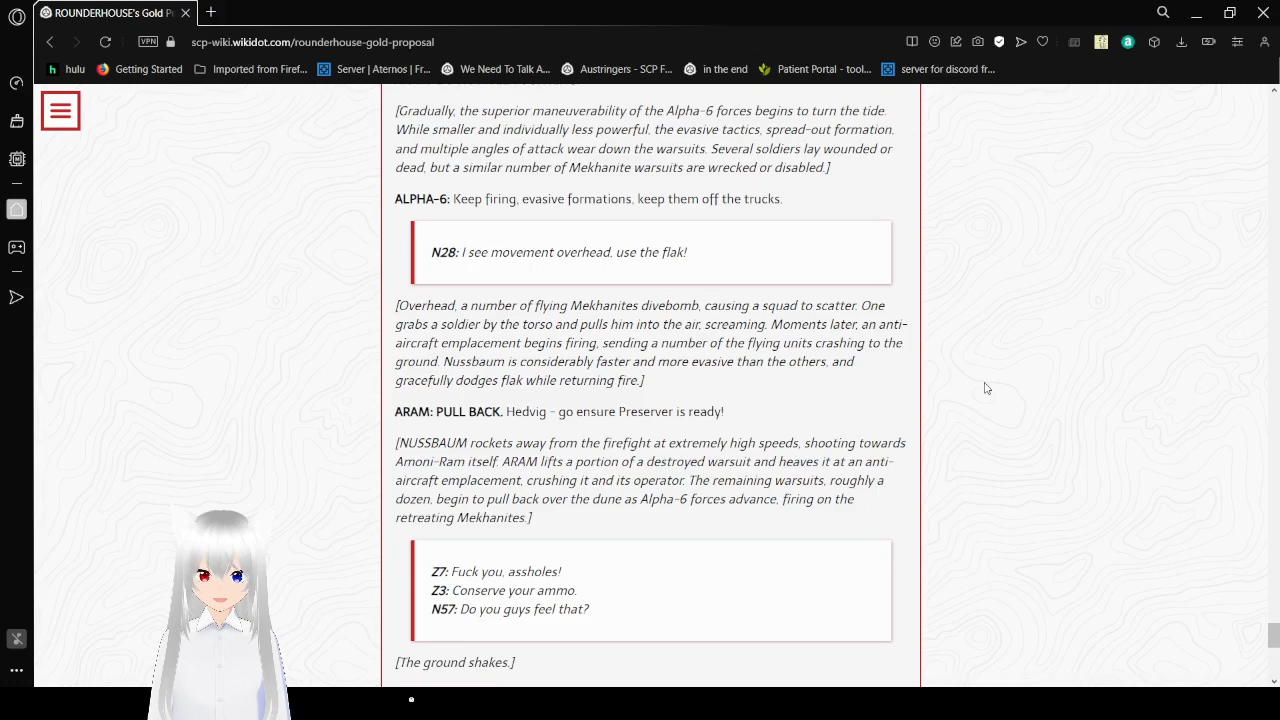 ROUNDERHOUSE's Gold P
VPN
scp-wiki.wikidot.com/rounderhouse-gold-proposal
hulu
Getting Started
Imported from Firef...
Server | Aternos | Fr...
We Need To Talk A...
Austringers - SCP F...
in the end
Patient Portal - tool...
server for discord fr...
[Gradually, the superior maneuverability of the Alpha-6 forces begins to turn the tide.
While smaller and individually less powerful, the evasive tactics, spread-out formation,
and multiple angles of attack wear down the warsuits. Several soldiers lay wounded or
dead, but a similar number of Mekhanite warsuits are wrecked or disabled.]
ALPHA-6: Keep firing, evasive formations, keep them off the trucks.
N28: I see movement overhead, use the flak!
[Overhead, a number of flying Mekhanites divebomb, causing a squad to scatter. One
grabs a soldier by the torso and pulls him into the air, screaming. Moments later, an anti-
aircraft emplacement begins firing, sending a number of the flying units crashing to the
ground. Nussbaum is considerably faster and more evasive than the others, and
gracefully dodges flak while returning fire.]
ARAM: PULL BACK. Hedvig – go ensure Preserver is ready!
[NUSSBAUM rockets away from the firefight at extremely high speeds, shooting towards
Amoni-Ram itself. ARAM lifts a portion of a destroyed warsuit and heaves it at an anti-
aircraft emplacement, crushing it and its operator. The remaining warsuits, roughly a
dozen, begin to pull back over the dune as Alpha-6 forces advance, firing on the
retreating Mekhanites.]
Z7: Fuck you, assholes!
Z3: Conserve your ammo.
N57: Do you guys feel that?
[The ground shakes.]